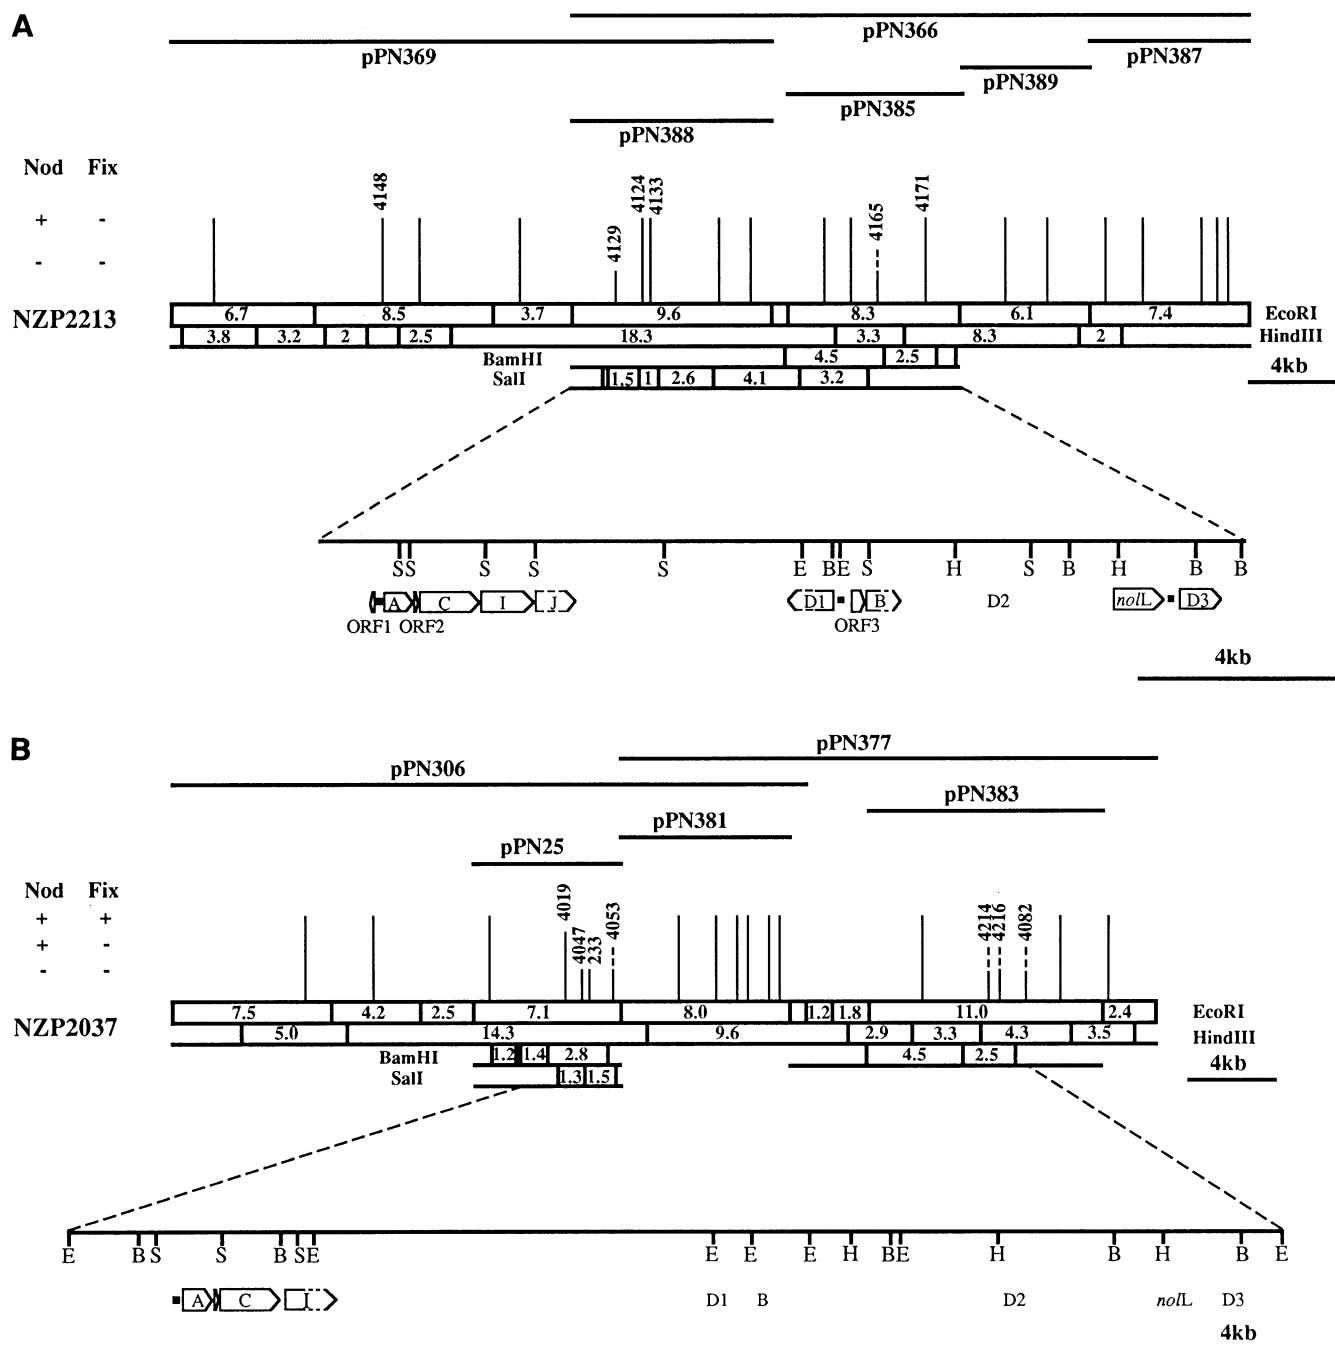 A
pPN366
pPN369
pPN387
pPN389
pPN385
pPN388
Nod Fix
4148 4124 4133 4171
+ -
4129 4165
- -
NZP2213
6.7 8.5 3.7 9.6 8.3 6.1 7.4 EcoRI
3.8 3.2 2 2.5 18.3 3.3 8.3 2 HindIII
BamHI 4.5 2.5 4kb
SalI 1.5 1 2.6 4.1 3.2
S S S S S E B E S H S B H B B
A C I J D1 B D2 nolL D3
ORF1 ORF2 ORF3
4kb
B
pPN377
pPN306
pPN383
pPN381
pPN25
Nod Fix
4019 4053 4214 4216 4082
+ +
4047 233
+ -
- -
7.5 4.2 2.5 7.1 8.0 1.2 1.8 11.0 2.4 EcoRI
NZP2037
5.0 14.3 9.6 2.9 3.3 4.3 3.5 HindIII
BamHI 1.2 1.4 2.8 4.5 2.5 4kb
SalI 1.3 1.5
E B S S B S E E E E H B E H B H B E
A C I D1 B D2 nolL D3
4kb